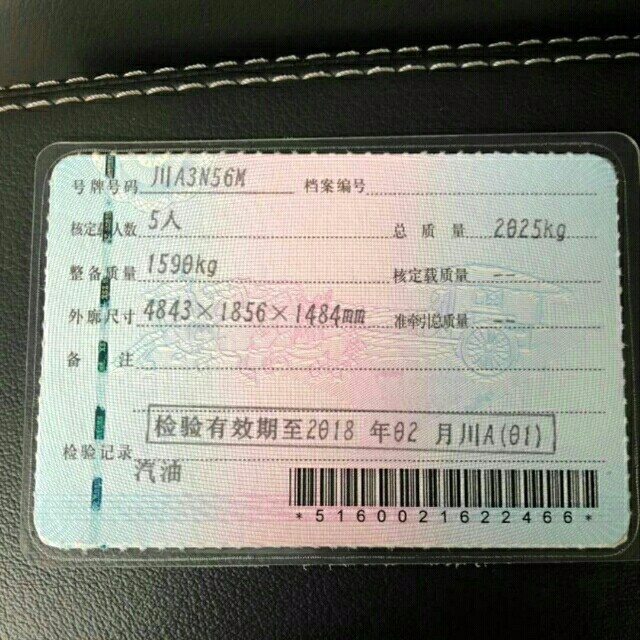 号牌号码 川A3N56M 档案编号
核定载人数 5人 总质量 2025kg
整备质量 1590kg 核定载质量 --
外廓尺寸 4843×1856×1484mm 准牵引总质量 --
备注
检验记录 检验有效期至2018 年02 月川A(01)
汽油
*5160021622466*